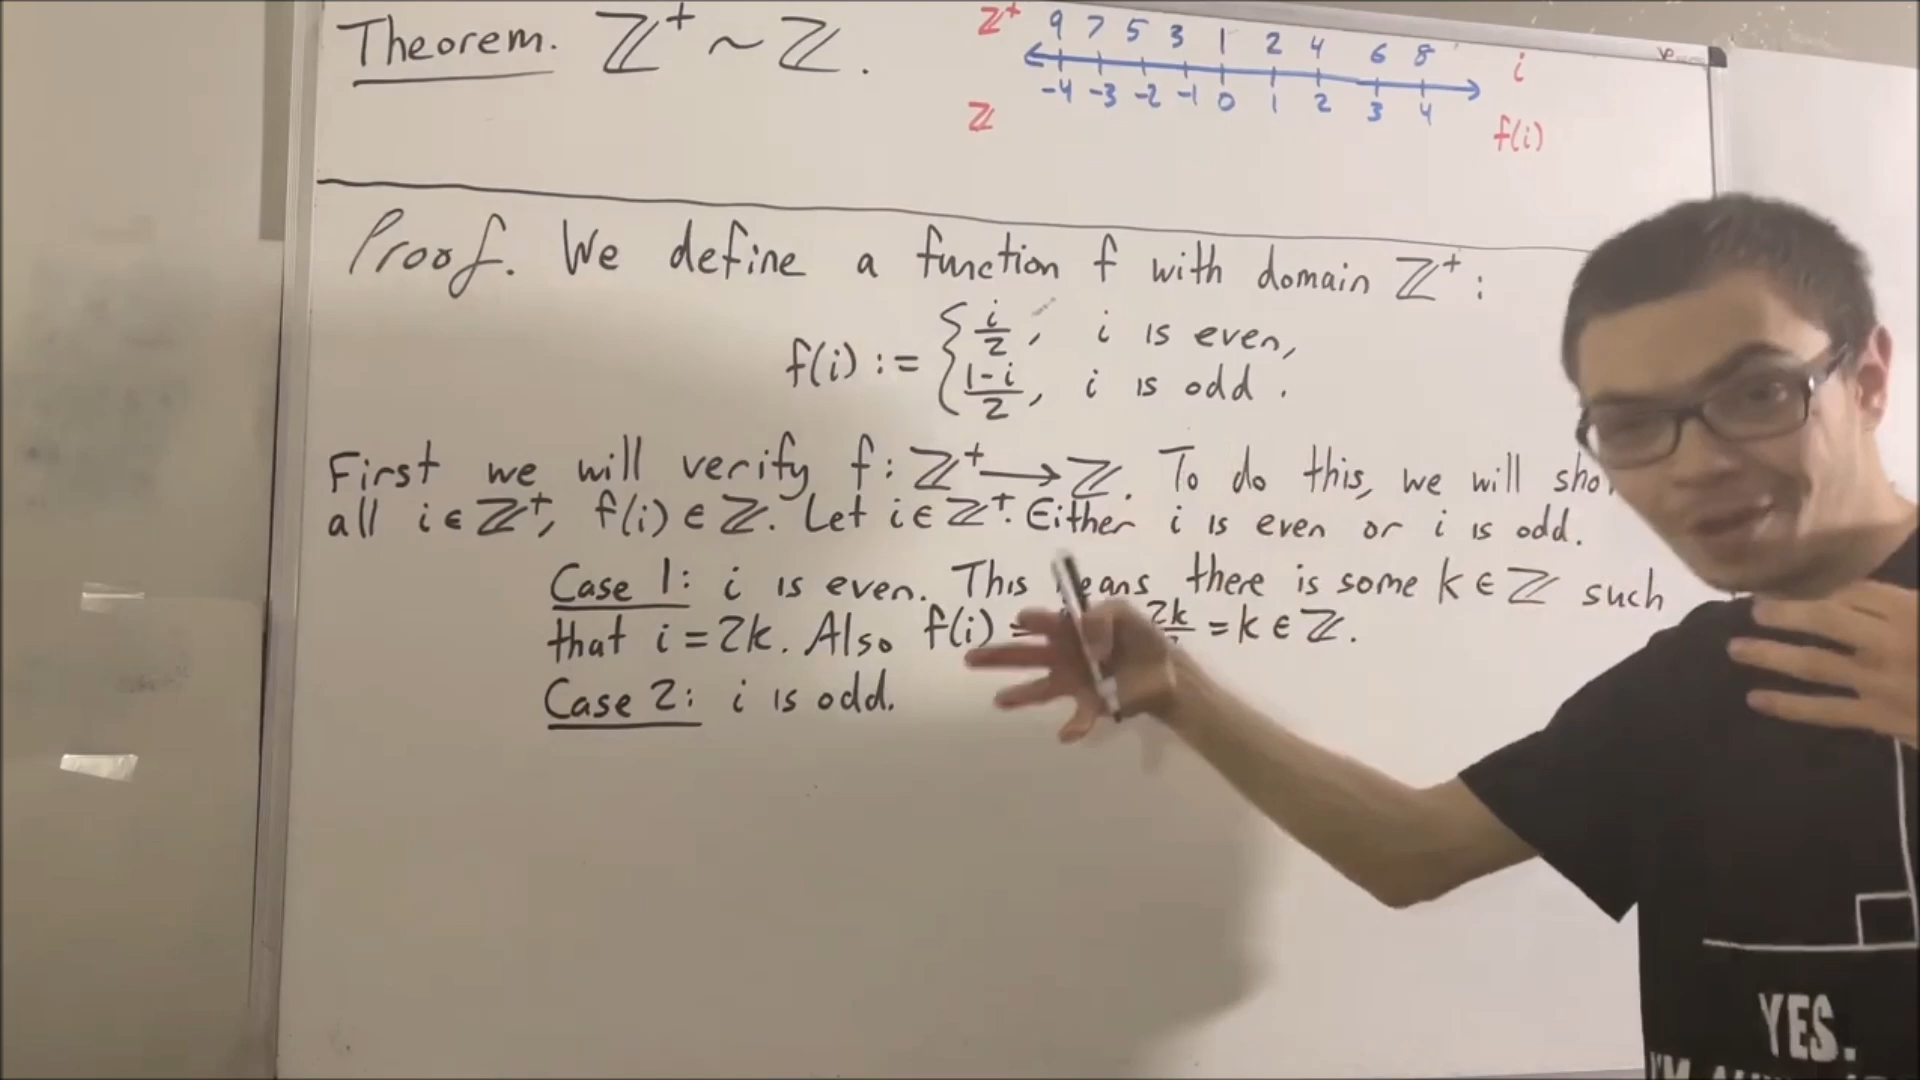 Theorem. ℤ⁺ ~ ℤ.
ℤ⁺ 9 7 5 3 1 2 4 6 8 i
ℤ -4 -3 -2 -1 0 1 2 3 4 f(i)
Proof. We define a function f with domain ℤ⁺:
f(i) := { i/2, i is even,
(1-i)/2, i is odd.
First we will verify f: ℤ⁺ → ℤ. To do this, we will
all i ∈ ℤ⁺, f(i) ∈ ℤ. Let i ∈ ℤ⁺. Either i is even or i is odd.
Case 1: i is even. This there is some k ∈ ℤ such
that i = 2k. Also f(i) = 2k = k ∈ ℤ.
Case 2: i is odd.
YES.
I'M